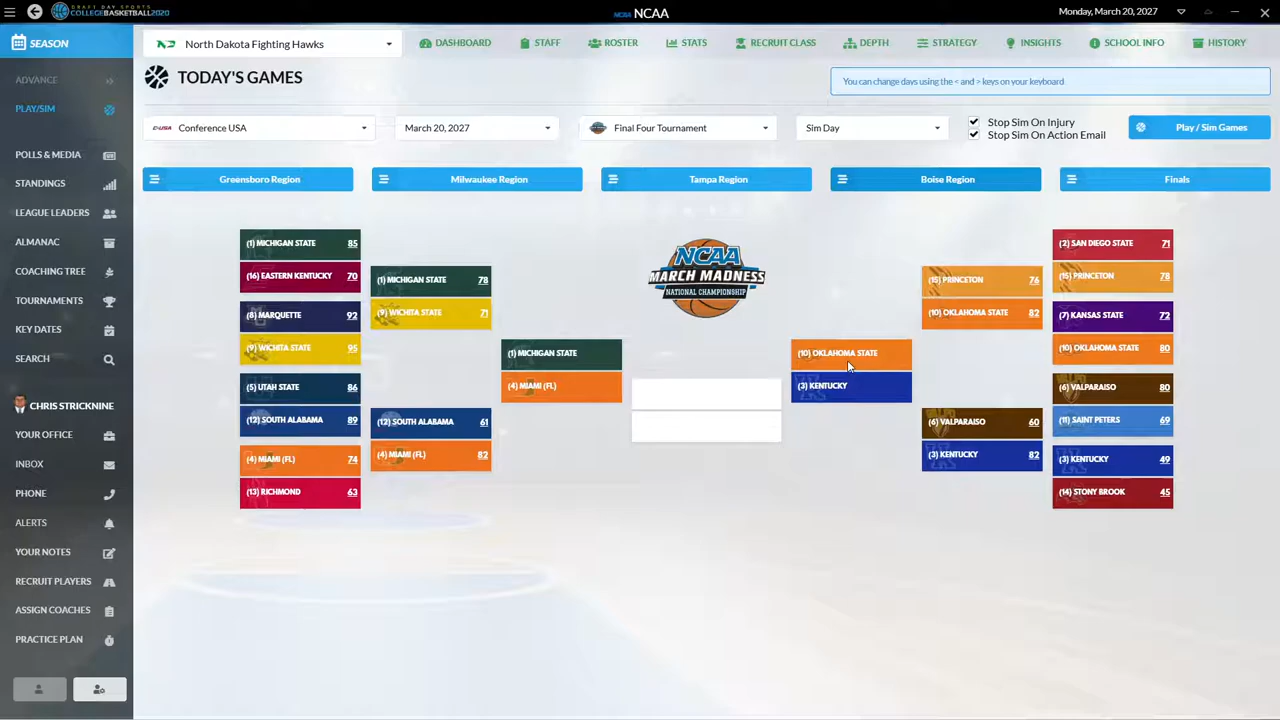 DRAFT DAY SPORTS
COLLEGE BASKETBALL 2020
NCAA NCAA
Monday, March 20, 2027
SEASON
North Dakota Fighting Hawks
DASHBOARD
STAFF
ROSTER
STATS
RECRUIT CLASS
DEPTH
STRATEGY
INSIGHTS
SCHOOL INFO
HISTORY
ADVANCE
PLAY/SIM
POLLS & MEDIA
STANDINGS
LEAGUE LEADERS
ALMANAC
COACHING TREE
TOURNAMENTS
KEY DATES
SEARCH
CHRIS STRICKNINE
YOUR OFFICE
INBOX
PHONE
ALERTS
YOUR NOTES
RECRUIT PLAYERS
ASSIGN COACHES
PRACTICE PLAN
TODAY'S GAMES
You can change days using the < and > keys on your keyboard
C-USA Conference USA
March 20, 2027
Final Four Tournament
Sim Day
Stop Sim On Injury
Stop Sim On Action Email
Play / Sim Games
Greensboro Region
Milwaukee Region
Tampa Region
Boise Region
Finals
(1) MICHIGAN STATE 85
(16) EASTERN KENTUCKY 70
(8) MARQUETTE 92
(9) WICHITA STATE 95
(5) UTAH STATE 86
(12) SOUTH ALABAMA 89
(4) MIAMI (FL) 74
(13) RICHMOND 63
(1) MICHIGAN STATE 78
(9) WICHITA STATE 71
(12) SOUTH ALABAMA 61
(4) MIAMI (FL) 82
(1) MICHIGAN STATE
(4) MIAMI (FL)
NCAA
MARCH MADNESS
NATIONAL CHAMPIONSHIP
(10) OKLAHOMA STATE
(3) KENTUCKY
(15) PRINCETON 76
(10) OKLAHOMA STATE 82
(6) VALPARAISO 60
(3) KENTUCKY 82
(2) SAN DIEGO STATE 71
(15) PRINCETON 78
(7) KANSAS STATE 72
(10) OKLAHOMA STATE 80
(6) VALPARAISO 80
(11) SAINT PETERS 69
(3) KENTUCKY 49
(14) STONY BROOK 45